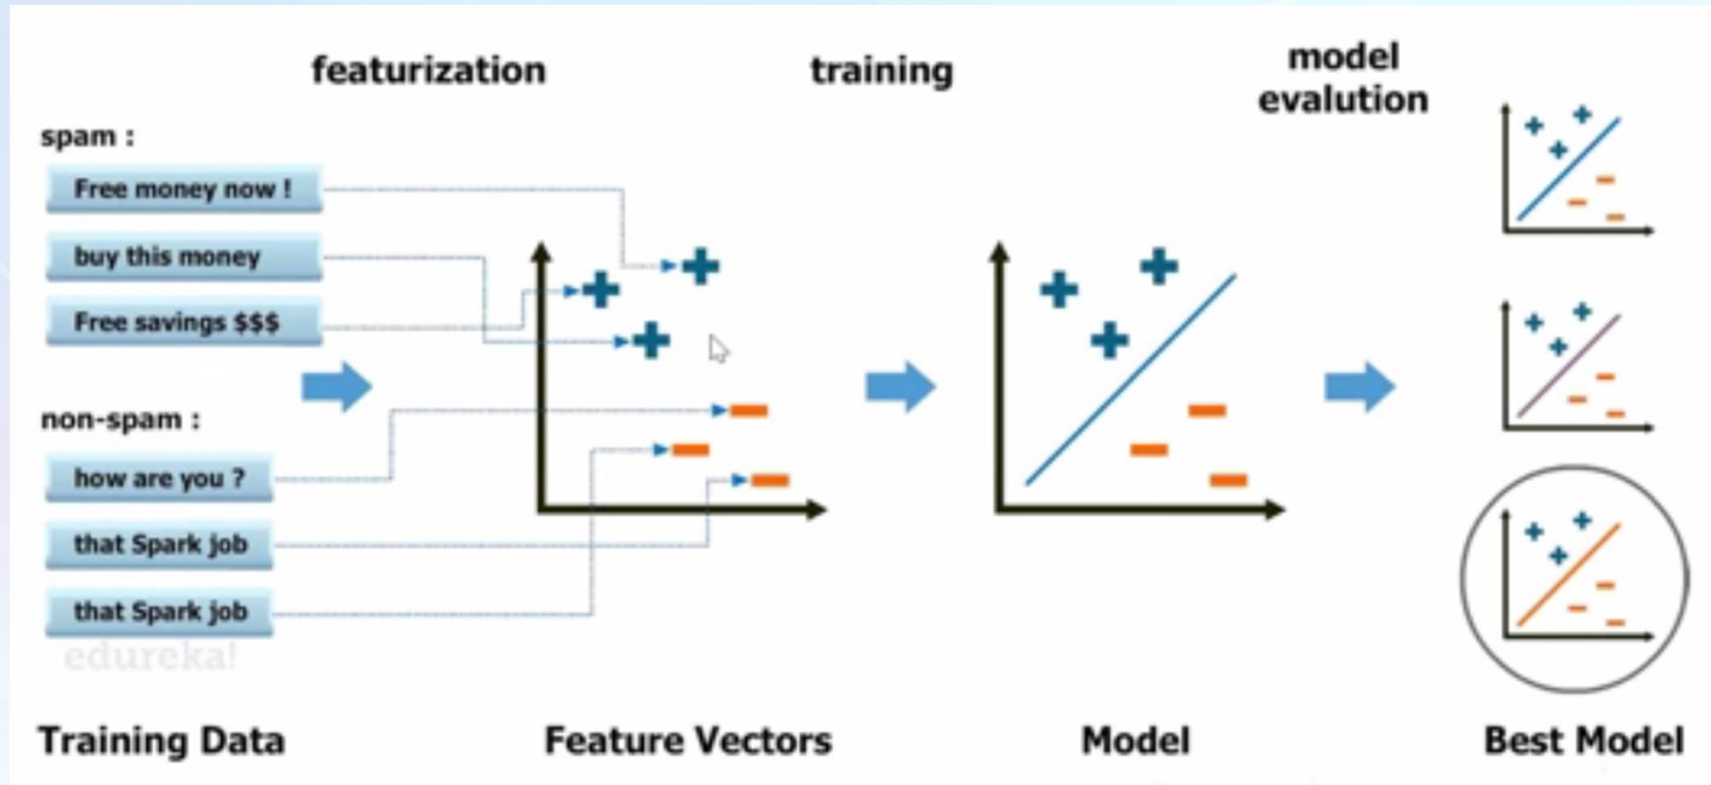 featurization
training
model
evalution
spam :
Free money now !
buy this money
Free savings $$$
non-spam :
how are you ?
that Spark job
that Spark job
edureka!
Training Data
Feature Vectors
Model
Best Model